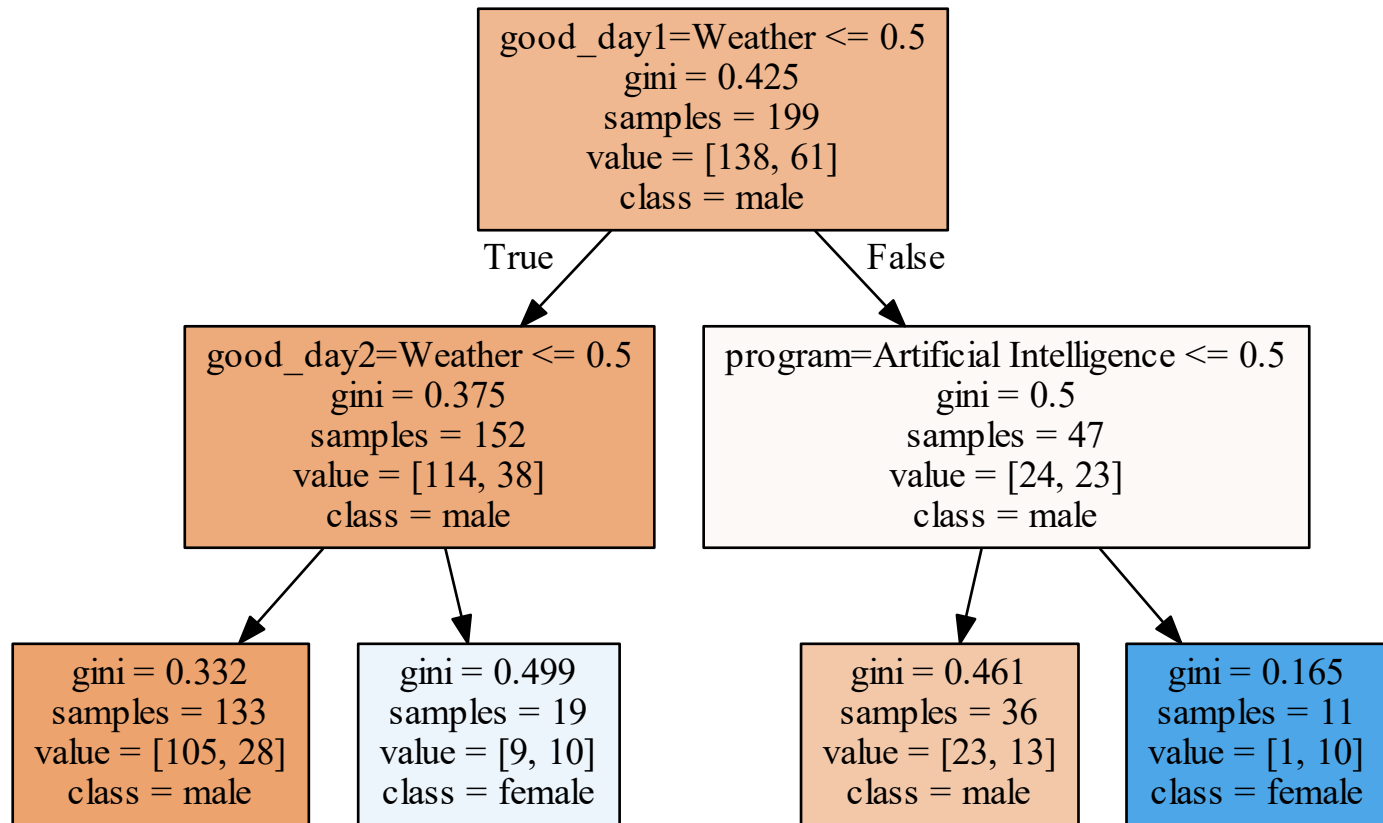 good_day1=Weather <= 0.5
gini = 0.425
samples = 199
value = [138, 61]
class = male
True
False
good_day2=Weather <= 0.5
gini = 0.375
samples = 152
value = [114, 38]
class = male
program=Artificial Intelligence <= 0.5
gini = 0.5
samples = 47
value = [24, 23]
class = male
gini = 0.332
samples = 133
value = [105, 28]
class = male
gini = 0.499
samples = 19
value = [9, 10]
class = female
gini = 0.461
samples = 36
value = [23, 13]
class = male
gini = 0.165
samples = 11
value = [1, 10]
class = female